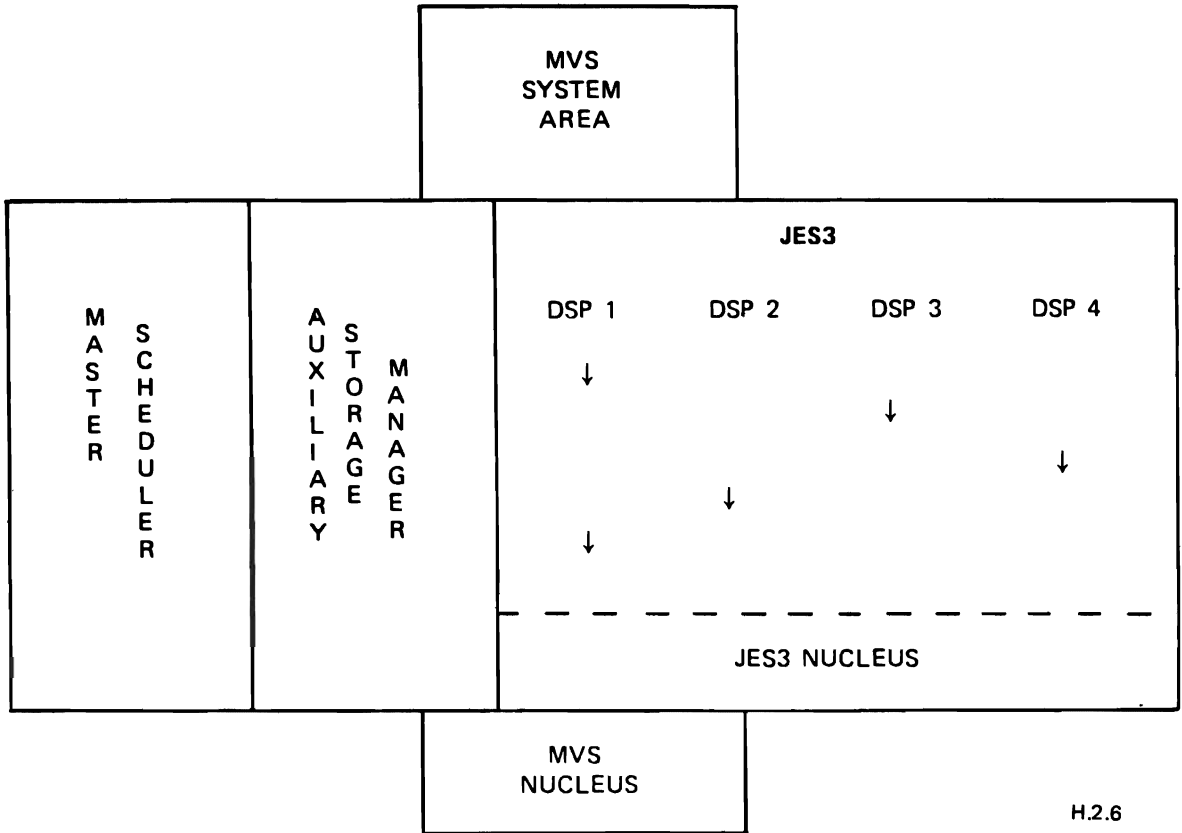 MVS
SYSTEM
AREA
MASTER
SCHEDULER
AUXILIARY
STORAGE
MANAGER
JES3
DSP 1 DSP 2 DSP 3 DSP 4
↓
↓
↓
↓
↓
JES3 NUCLEUS
MVS
NUCLEUS
H.2.6